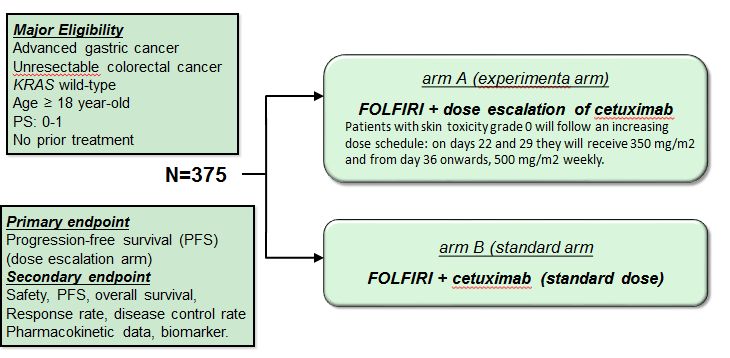 Major Eligibility
Advanced gastric cancer
Unresectable colorectal cancer
KRAS wild-type
Age ≥ 18 year-old
PS: 0-1
No prior treatment
N=375
Primary endpoint
Progression-free survival (PFS)
(dose escalation arm)
Secondary endpoint
Safety, PFS, overall survival,
Response rate, disease control rate
Pharmacokinetic data, biomarker.
arm A (experimenta arm)
FOLFIRI + dose escalation of cetuximab
Patients with skin toxicity grade 0 will follow an increasing
dose schedule: on days 22 and 29 they will receive 350 mg/m2
and from day 36 onwards, 500 mg/m2 weekly.
arm B (standard arm
FOLFIRI + cetuximab (standard dose)